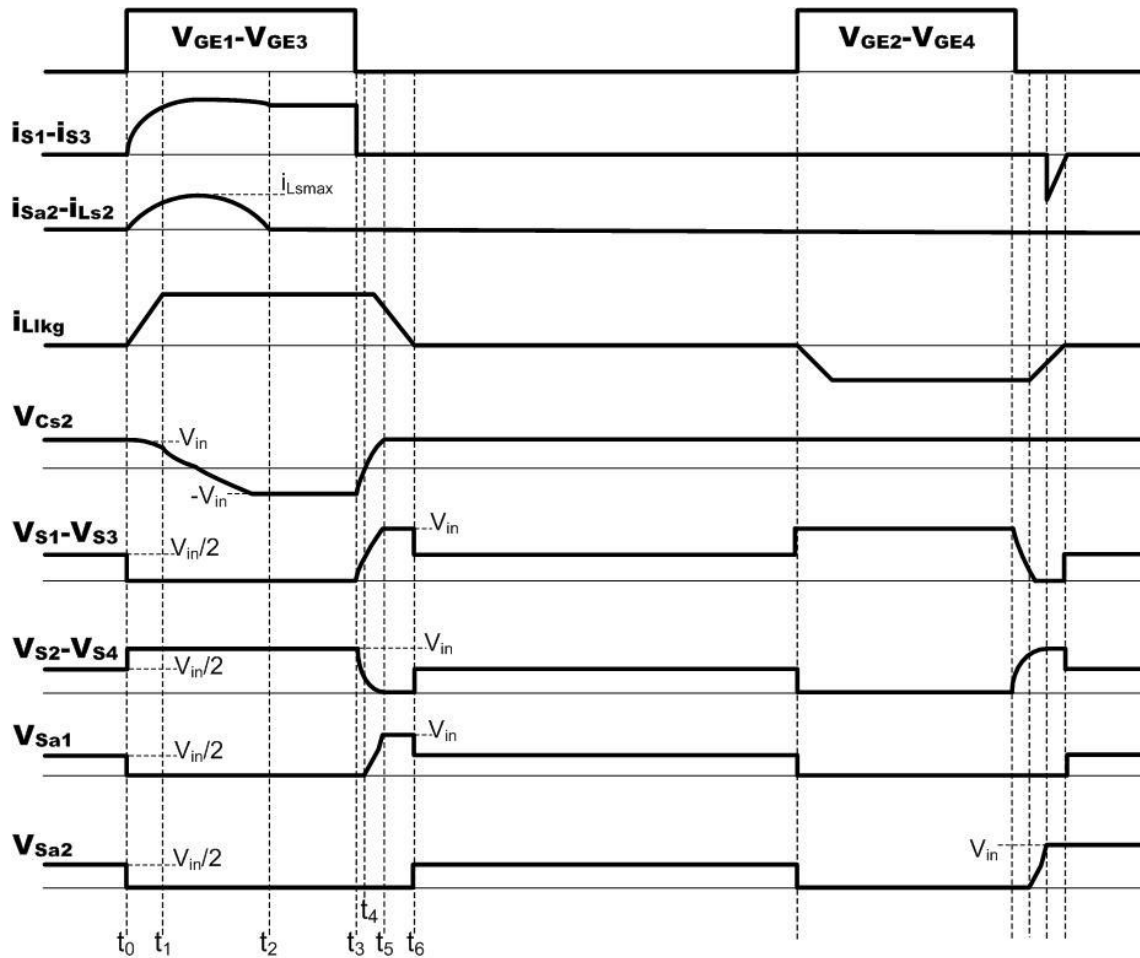 VGE1-VGE3
VGE2-VGE4
iS1-iS3
iLsmax
iSa2-iLs2
iLlkg
VCs2
Vin
-Vin
VS1-VS3
Vin/2
Vin
VS2-VS4
Vin
Vin/2
VSa1
Vin/2
Vin
VSa2
Vin/2
Vin
t0 t1 t2 t3 t4 t5 t6